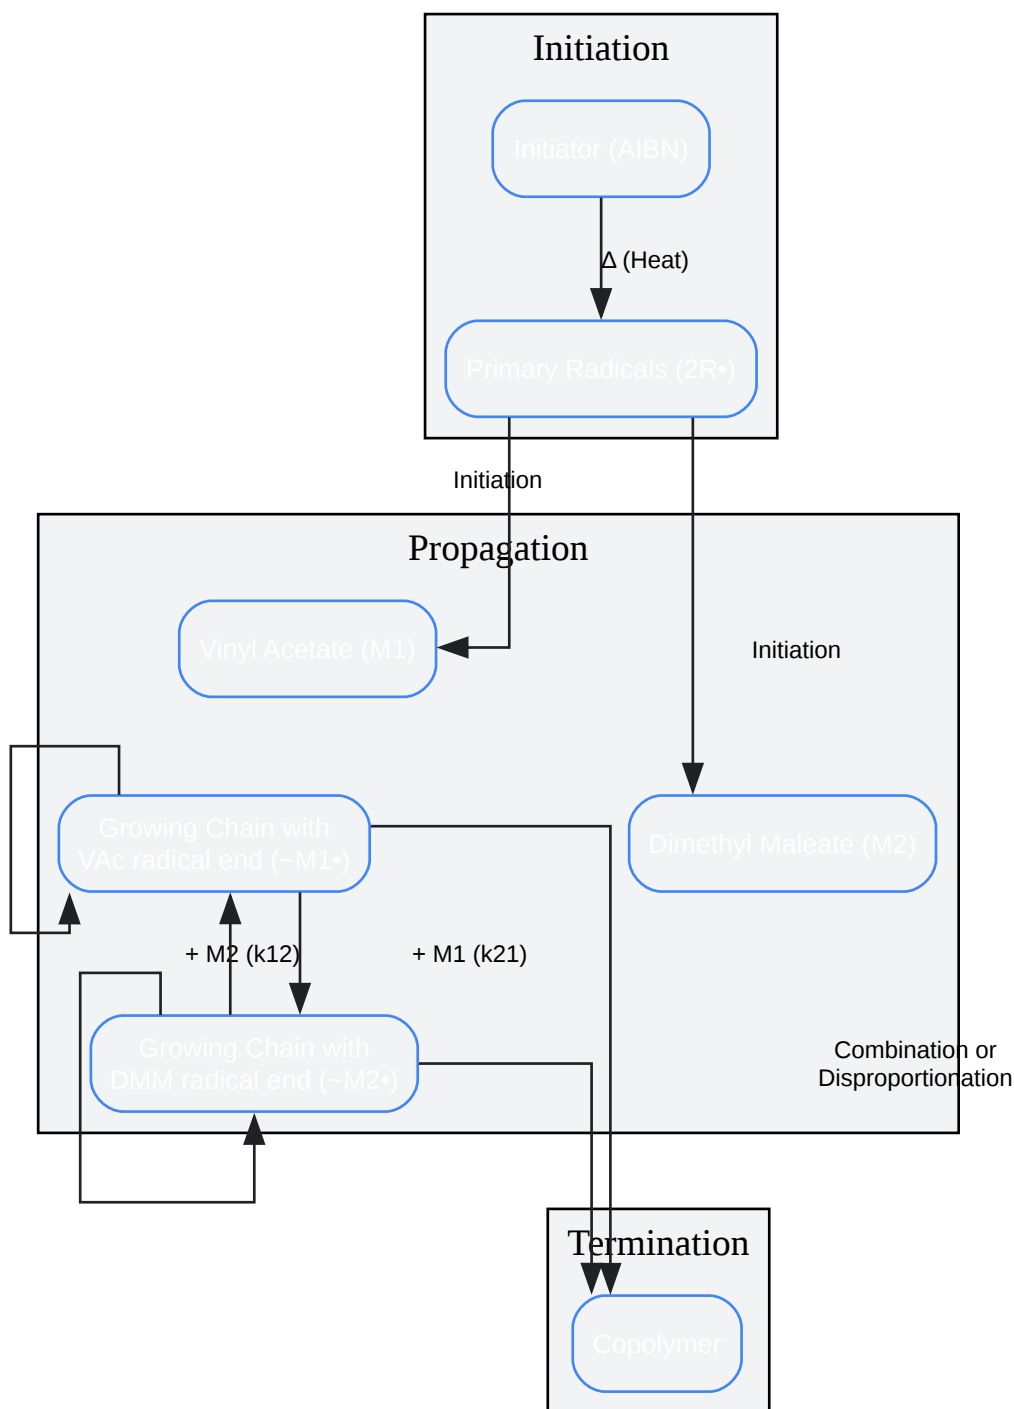 Initiation
Initiator (AIBN)
Δ (Heat)
Primary Radicals (2R•)
Initiation
Propagation
Vinyl Acetate (M1)
Initiation
Growing Chain with
VAc radical end (~M1•)
Dimethyl Maleate (M2)
+ M2 (k12)
+ M1 (k21)
Growing Chain with
DMM radical end (~M2•)
Combination or
Disproportionation
Termination
Copolymer